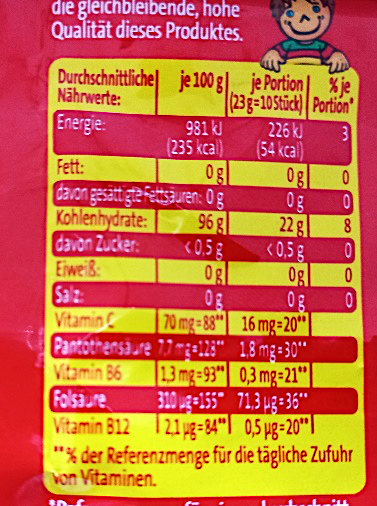 die gleichbleibende, hohe
Qualität dieses Produktes.
Durchschnittliche je 100 g je Portion % je
Nährwerte: (23 g=10 Stück) Portion*
Energie: 981 kJ 226 kJ 3
(235 kcal) (54 kcal)
Fett: 0 g 0 g 0
davon gesättigte Fettsäuren: 0 g 0 g 0
Kohlenhydrate: 96 g 22 g 8
davon Zucker: < 0,5 g < 0,5 g 0
Eiweiß: 0 g 0 g 0
Salz: 0 g 0 g 0
Vitamin C 70 mg=88** 16 mg=20**
Pantothensäure 7,7 mg=128** 1,8 mg=30**
Vitamin B6 1,3 mg=93** 0,3 mg=21**
Folsäure 310 µg=155** 71,3 µg=36**
Vitamin B12 2,1 µg=84** 0,5 µg=20**
**% der Referenzmenge für die tägliche Zufuhr
von Vitaminen.